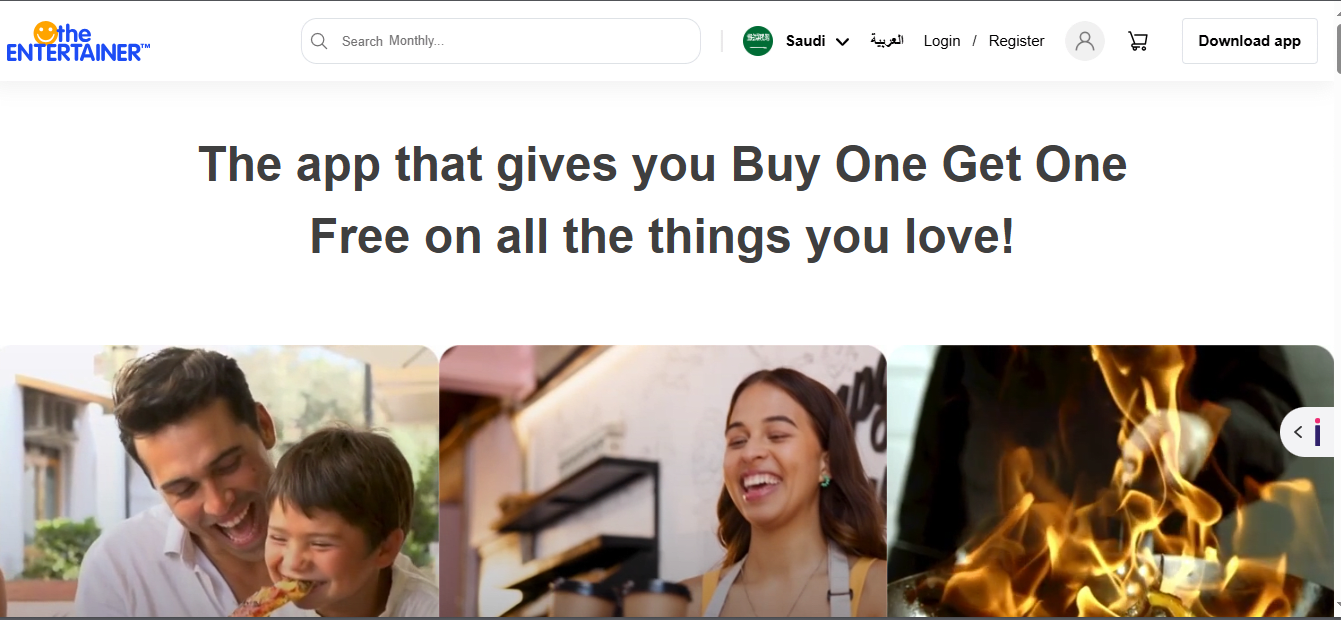 the
ENTERTAINER™
Search Monthly...
Saudi
العربية
Login / Register
Download app
The app that gives you Buy One Get One
Free on all the things you love!